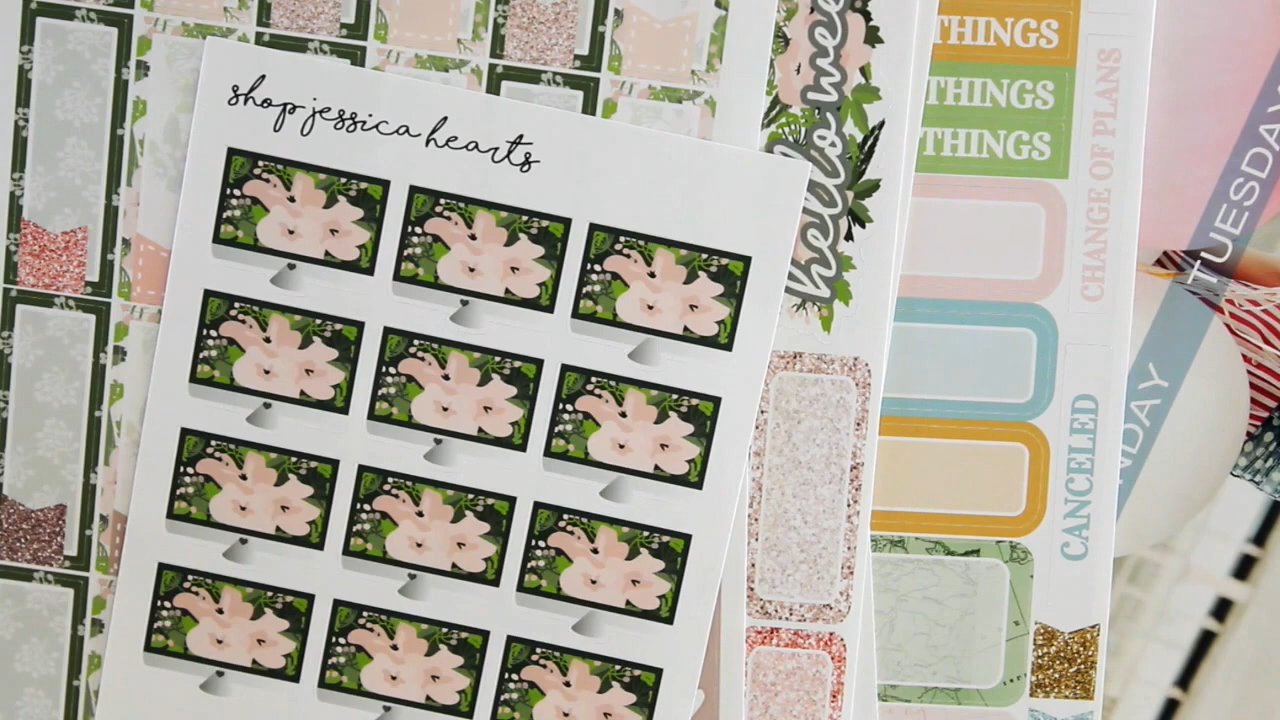 shop jessica hearts
hello wee
THINGS
THINGS
THINGS
CHANGE OF PLANS
CANCELED
TUESDAY
NDAY